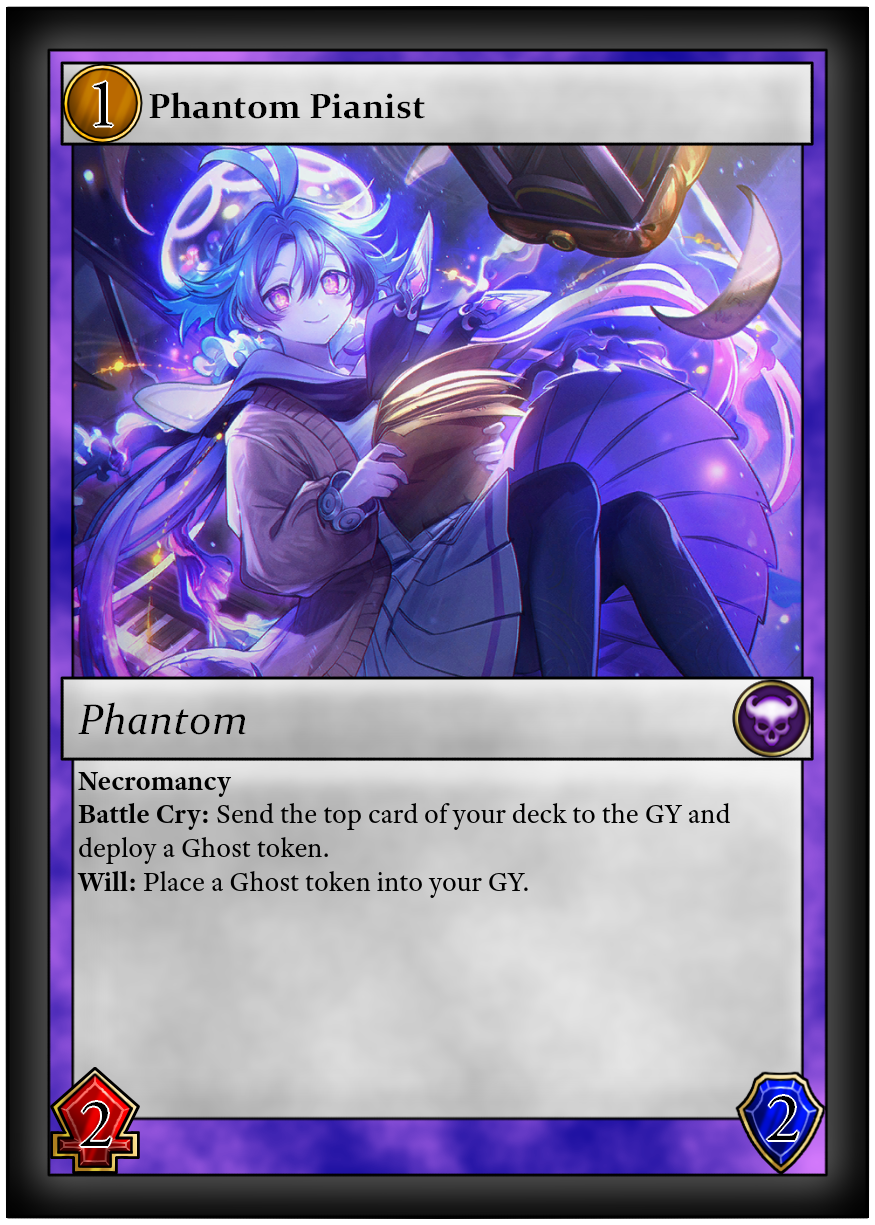 1
Phantom Pianist
Phantom
Necromancy
Battle Cry: Send the top card of your deck to the GY and
deploy a Ghost token.
Will: Place a Ghost token into your GY.
2
2